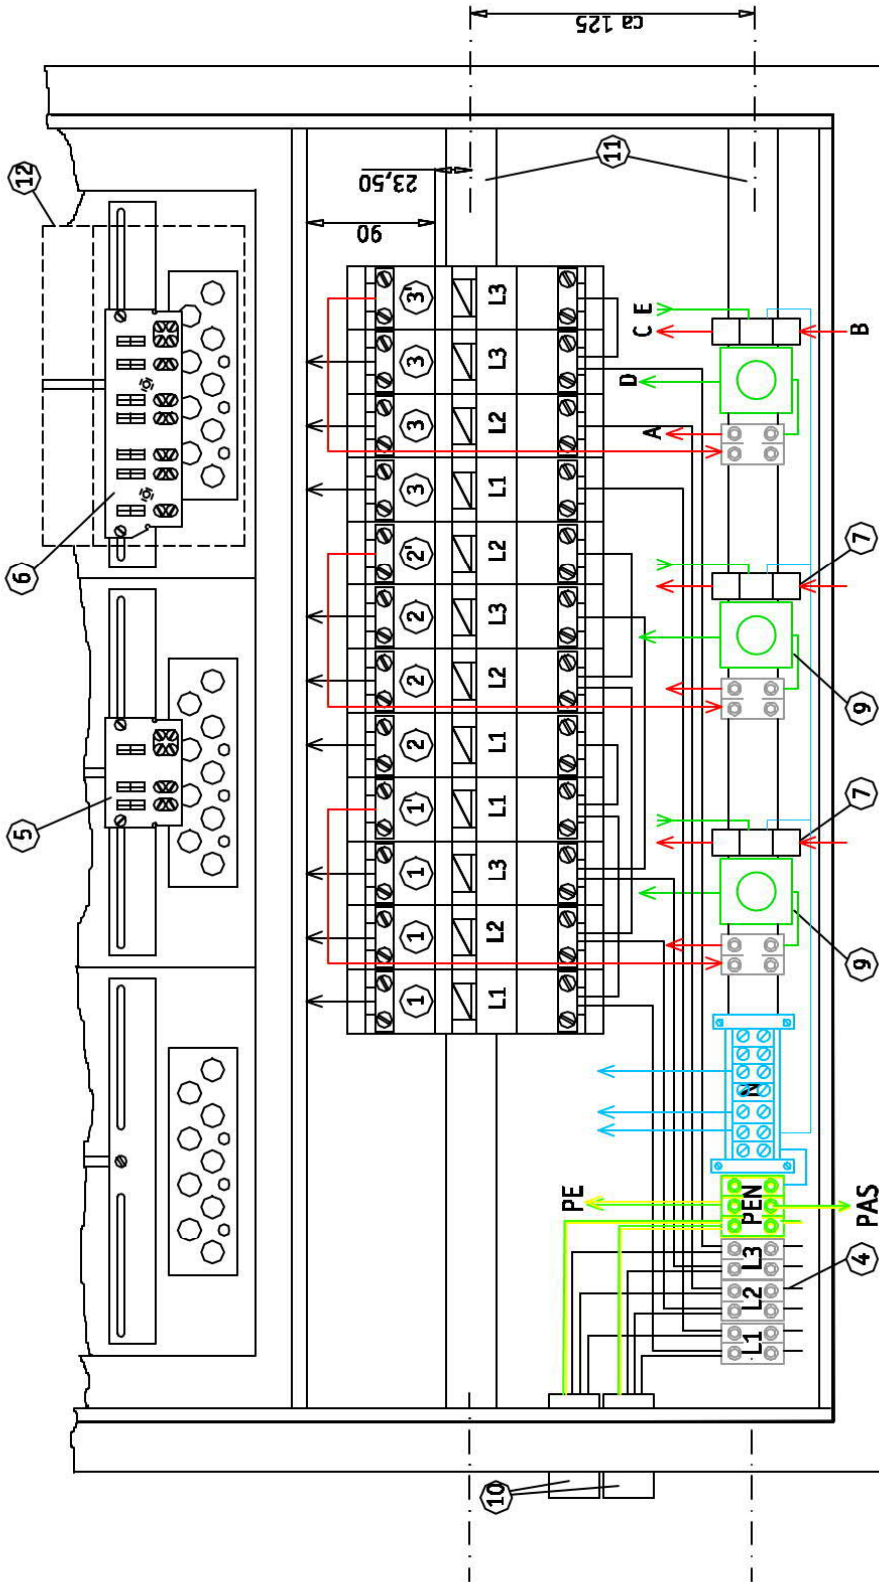 5 6 12
90
23,50
1 1 1 1' 2 2 2 2' 3 3 3 3'
L1 L2 L3 L1 L1 L2 L3 L2 L1 L2 L3 L3
10
PE
11
ca 125
D
C E
A
L1 L2 L3 PEN N
4 PAS 9 7 9 7 B